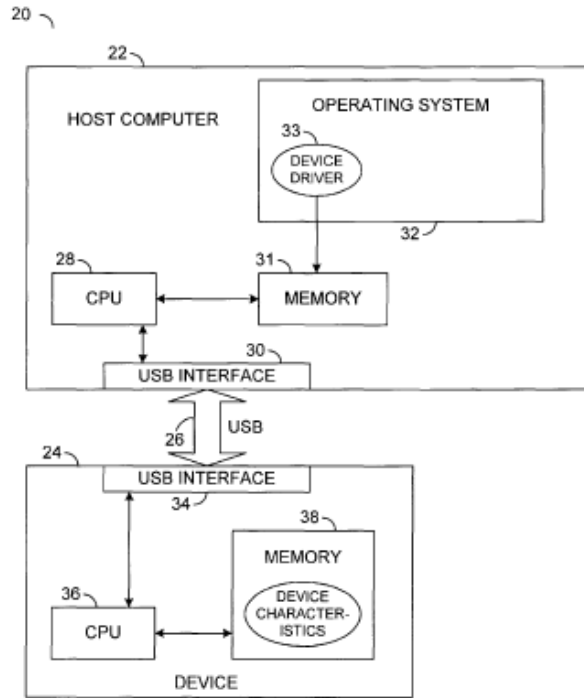 20
22
HOST COMPUTER
OPERATING SYSTEM
33
DEVICE
DRIVER
32
28
CPU
31
MEMORY
30
USB INTERFACE
26
USB
24
USB INTERFACE
34
38
MEMORY
DEVICE
CHARACTER-
ISTICS
36
CPU
DEVICE